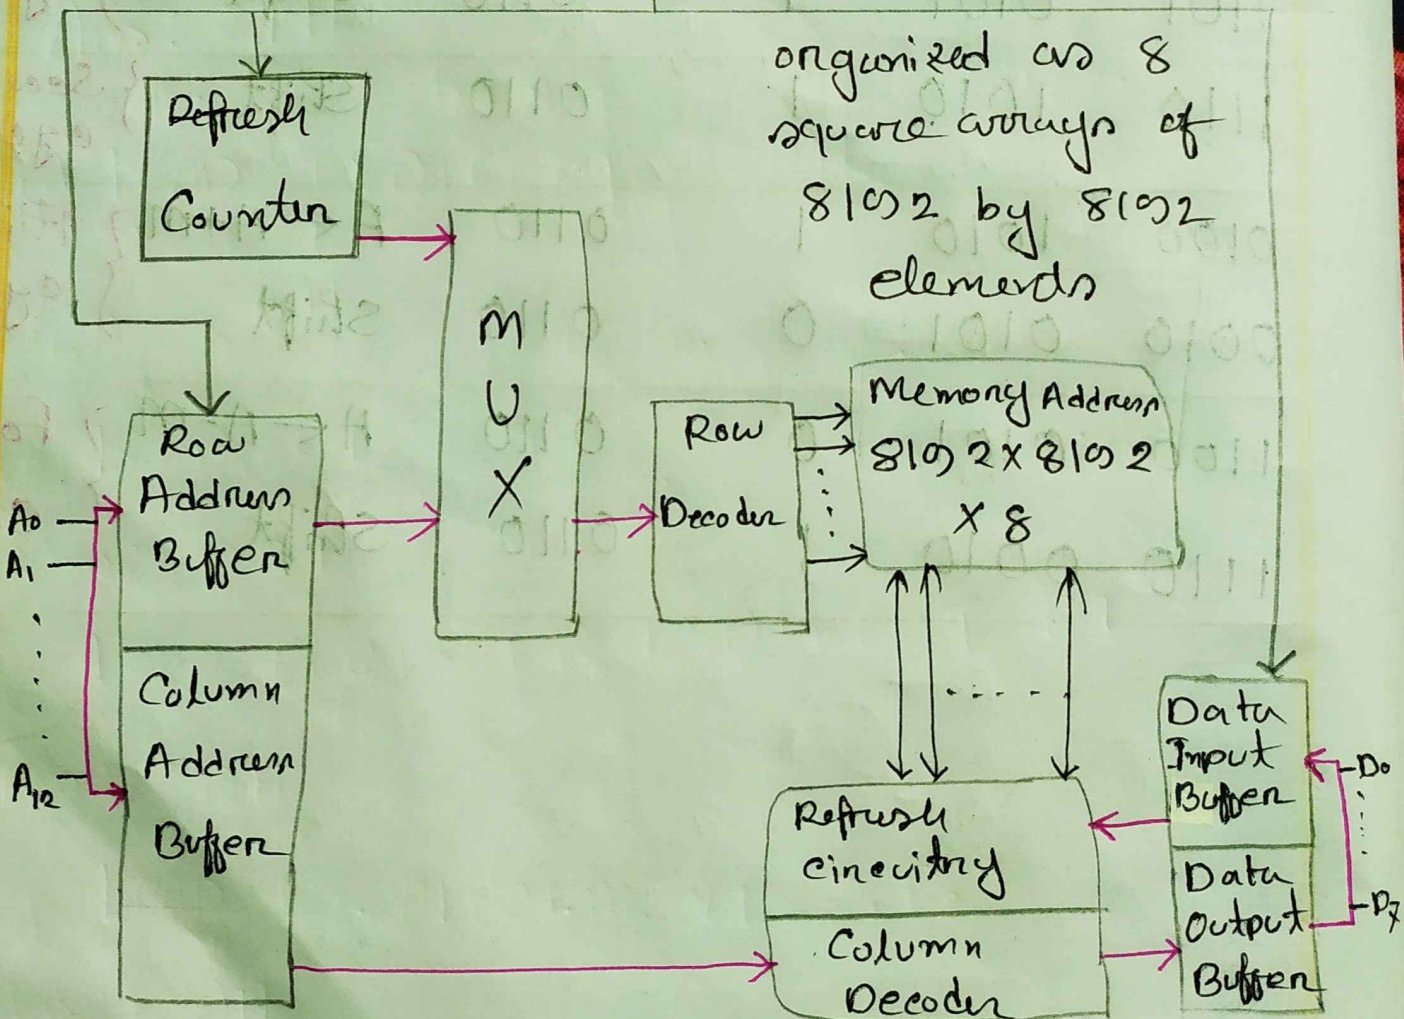 organized as 8
square arrays of
8192 by 8192
elements
Refresh
Counter
M
U
X
Row
Address
Buffer
Column
Address
Buffer
A0
A1
A12
Row
Decoder
Memory Address
8192 x 8192
x 8
Refresh
Circuitry
Column
Decoder
Data
Input
Buffer
Data
Output
Buffer
D0
D7